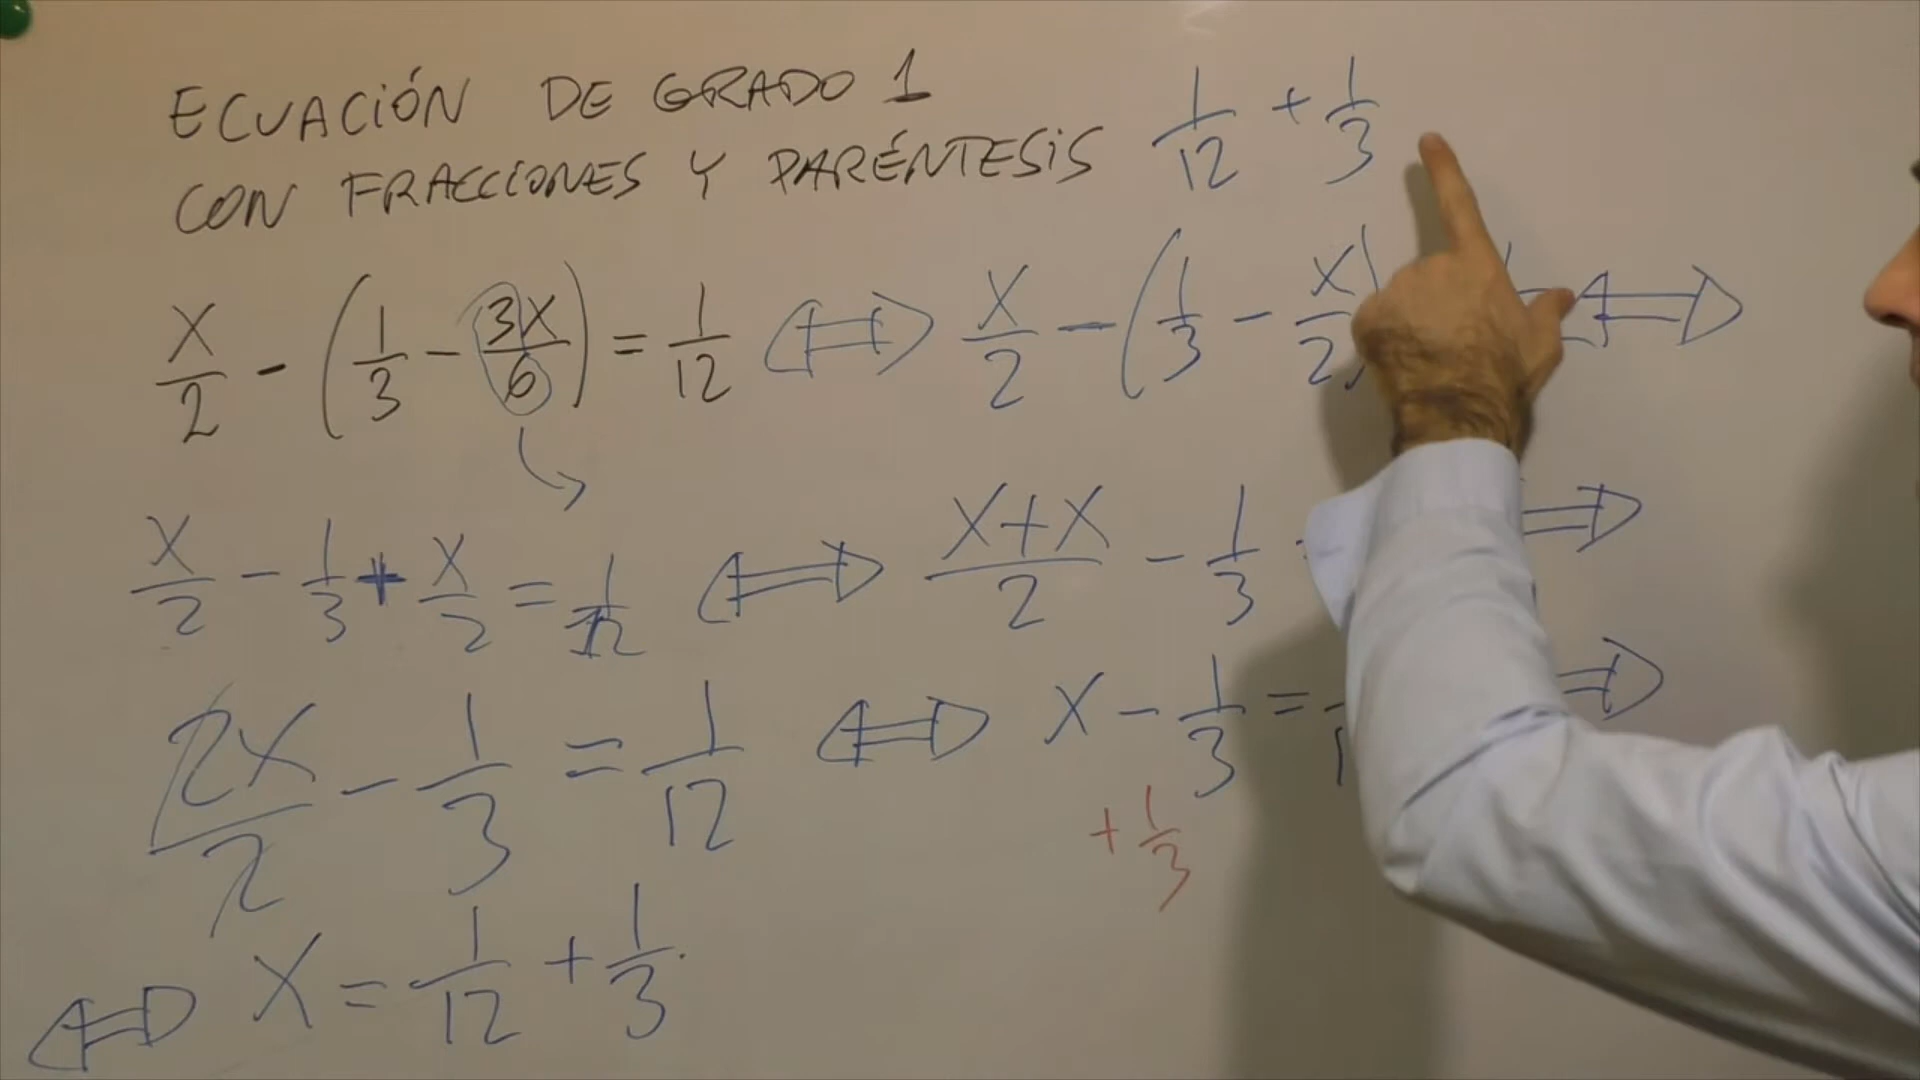 ECUACIÓN DE GRADO 1
CON FRACCIONES Y PARÉNTESIS
1/12 + 1/3
x/2 - (1/3 - 3x/6) = 1/12 ⟺ x/2 - (1/3 - x/2) ⟺
x/2 - 1/3 + x/2 = 1/12 ⟺ x+x/2 - 1/3 ⟹
2x/2 - 1/3 = 1/12 ⟺ x - 1/3 = ⟹
+ 1/3
⟺ x = 1/12 + 1/3